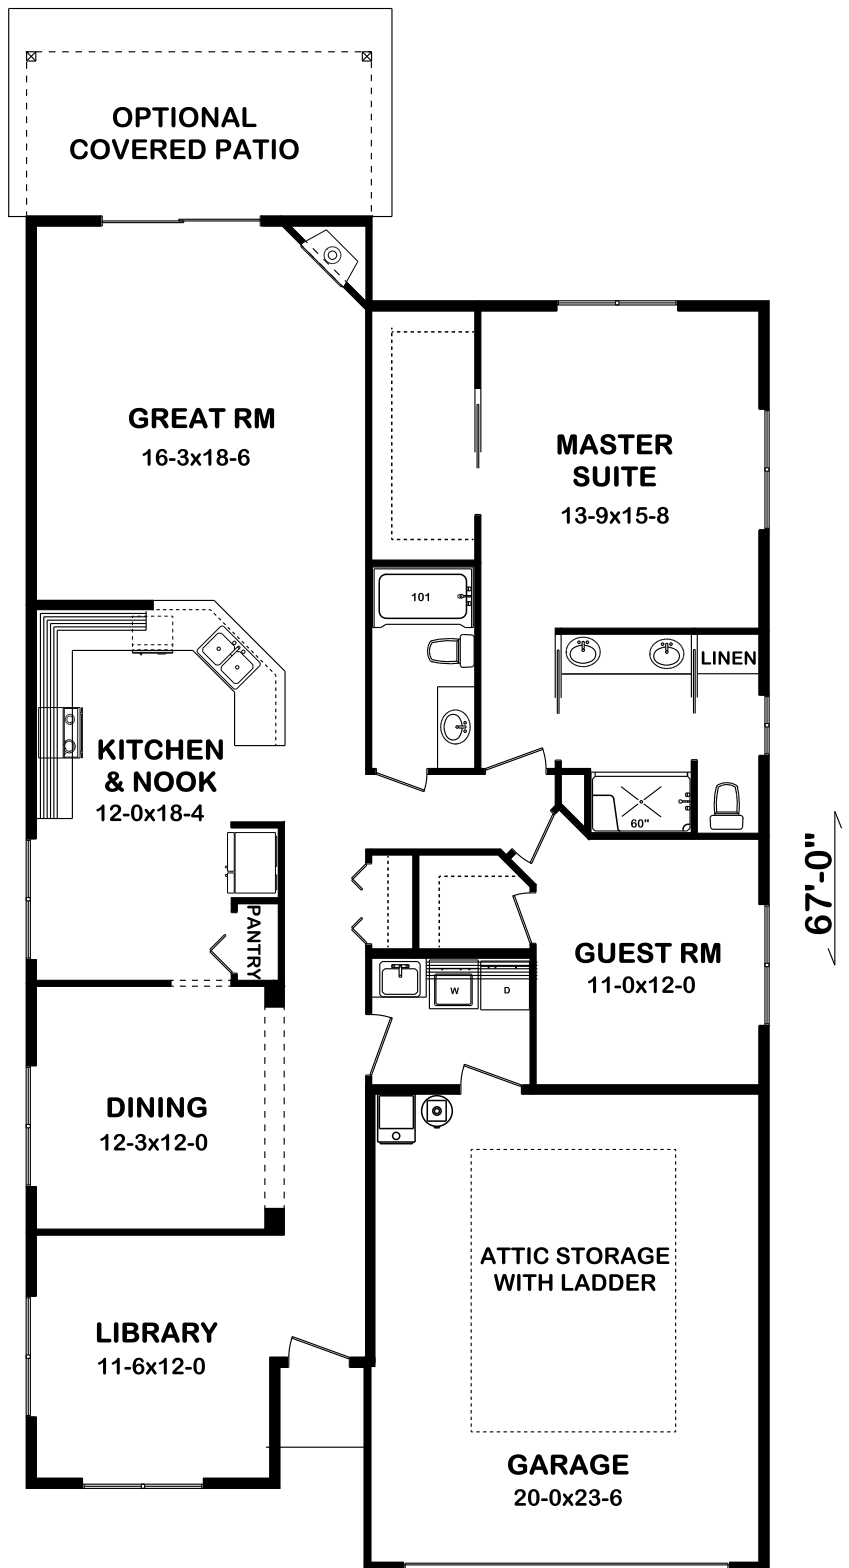 OPTIONAL
COVERED PATIO
GREAT RM
16-3x18-6
MASTER
SUITE
13-9x15-8
101
LINEN
KITCHEN
& NOOK
12-0x18-4
60"
67'-0"
PANTRY
GUEST RM
11-0x12-0
W
D
DINING
12-3x12-0
ATTIC STORAGE
WITH LADDER
LIBRARY
11-6x12-0
GARAGE
20-0x23-6